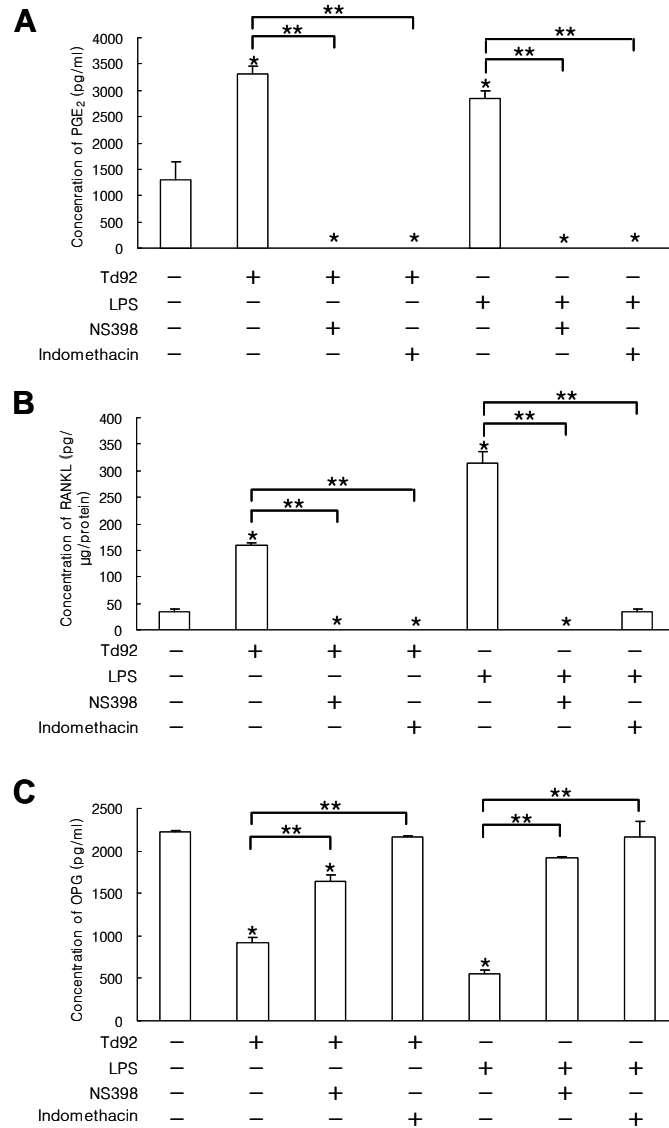 A
Concenration of PGE2 (pg/ml)
4000
3500
3000
2500
2000
1500
1000
500
0
** ** * * * ** ** * * *
Td92 − + + + − − −
LPS − − − − + + +
NS398 − − + − − + −
Indomethacin − − − + − − +
B
Concentration of RANKL (pg/
μg/protein)
400
350
300
250
200
150
100
50
0
** ** * * * ** ** * *
Td92 − + + + − − −
LPS − − − − + + +
NS398 − − + − − + −
Indomethacin − − − + − − +
C
Concentration of OPG (pg/ml)
2500
2000
1500
1000
500
0
** ** * * ** ** *
Td92 − + + + − − −
LPS − − − − + + +
NS398 − − + − − + −
Indomethacin − − − + − − +